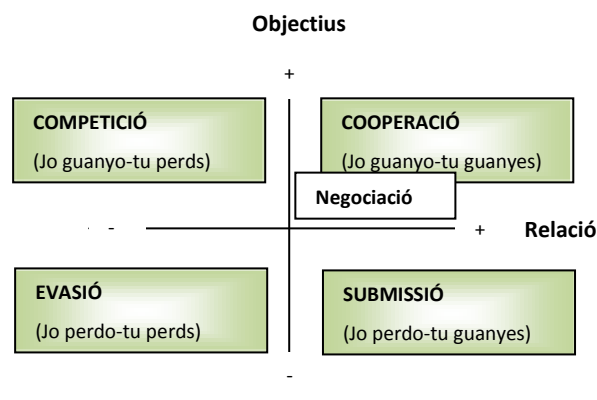 Objectius
+
COMPETICIÓ
(Jo guanyo-tu perds)
COOPERACIÓ
(Jo guanyo-tu guanyes)
Negociació
-
+
Relació
EVASIÓ
(Jo perdo-tu perds)
SUBMISSIÓ
(Jo perdo-tu guanyes)
-